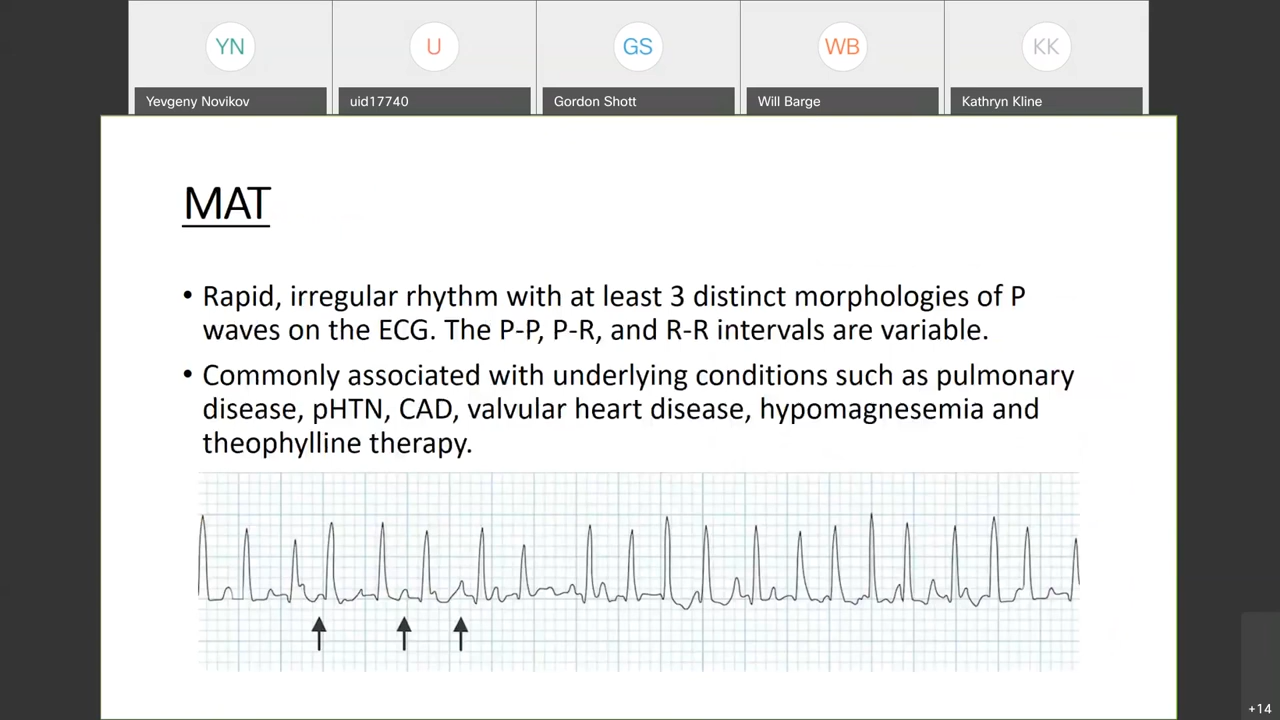 YN
U
GS
WB
KK
Yevgeny Novikov
uid17740
Gordon Shott
Will Barge
Kathryn Kline
MAT
• Rapid, irregular rhythm with at least 3 distinct morphologies of P
waves on the ECG. The P-P, P-R, and R-R intervals are variable.
• Commonly associated with underlying conditions such as pulmonary
disease, pHTN, CAD, valvular heart disease, hypomagnesemia and
theophylline therapy.
+14